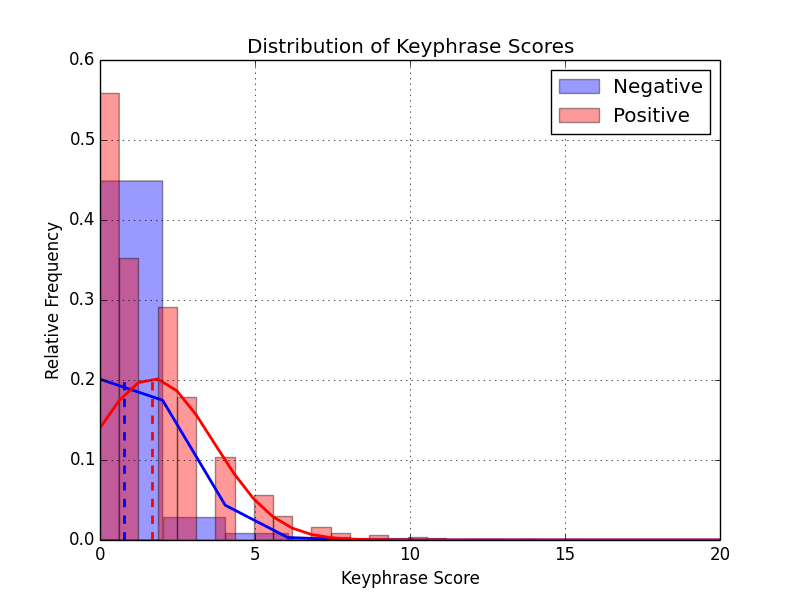 Distribution of Keyphrase Scores
Negative
Positive
Relative Frequency
0.6
0.5
0.4
0.3
0.2
0.1
0.0
0 5 10 15 20
Keyphrase Score